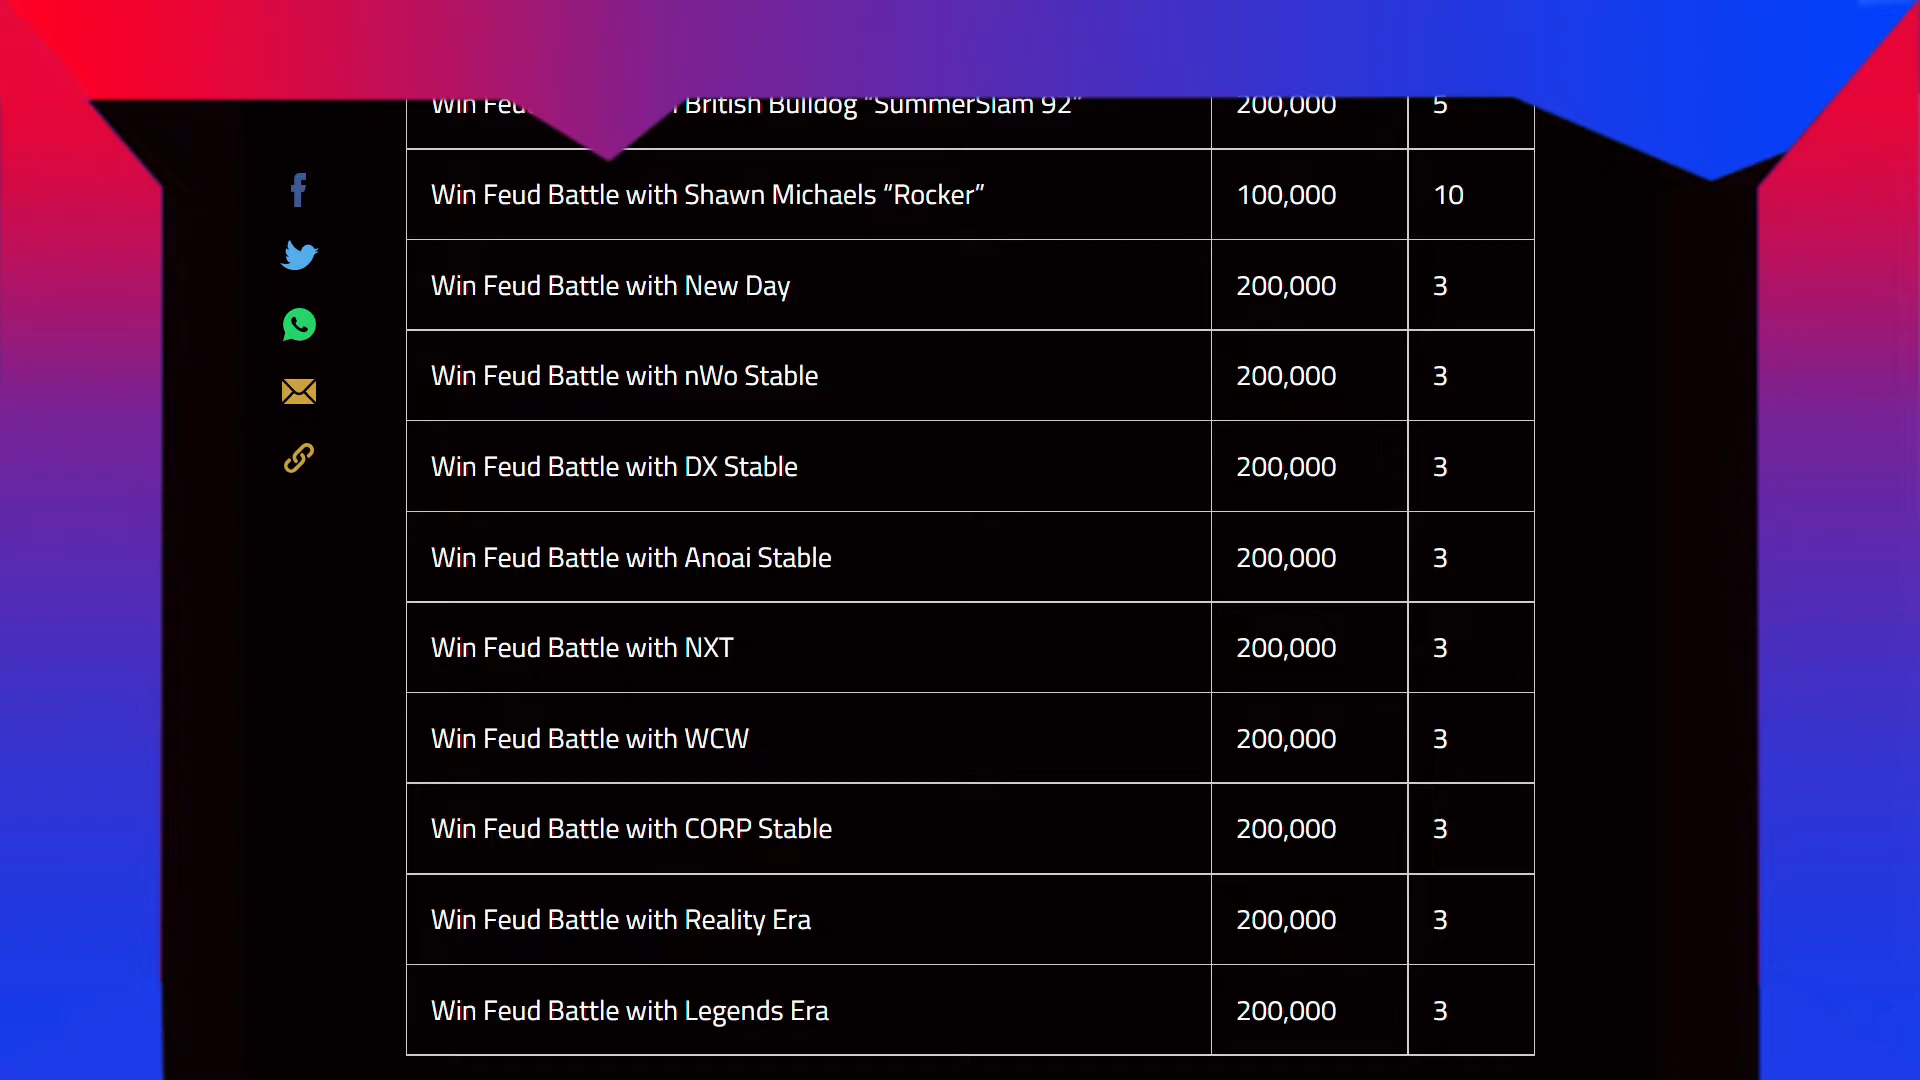 Win British Bulldog “SummerSlam 92” 200,000 5
Win Feud Battle with Shawn Michaels “Rocker” 100,000 10
Win Feud Battle with New Day 200,000 3
Win Feud Battle with nWo Stable 200,000 3
Win Feud Battle with DX Stable 200,000 3
Win Feud Battle with Anoai Stable 200,000 3
Win Feud Battle with NXT 200,000 3
Win Feud Battle with WCW 200,000 3
Win Feud Battle with CORP Stable 200,000 3
Win Feud Battle with Reality Era 200,000 3
Win Feud Battle with Legends Era 200,000 3